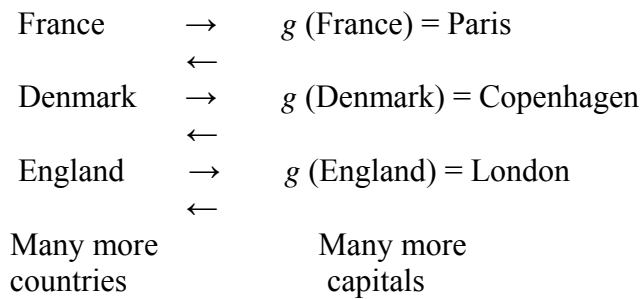 France → g (France) = Paris
←
Denmark → g (Denmark) = Copenhagen
←
England → g (England) = London
←
Many more Many more
countries capitals